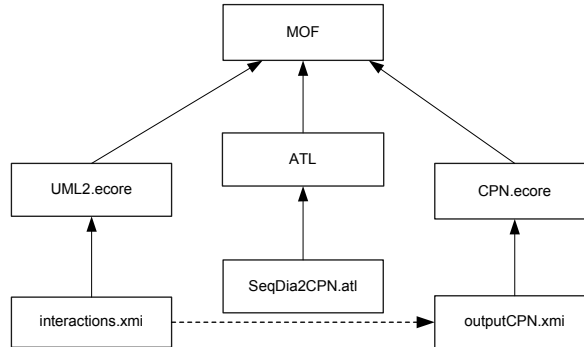 MOF
ATL
UML2.ecore
CPN.ecore
SeqDia2CPN.atl
interactions.xmi
outputCPN.xmi